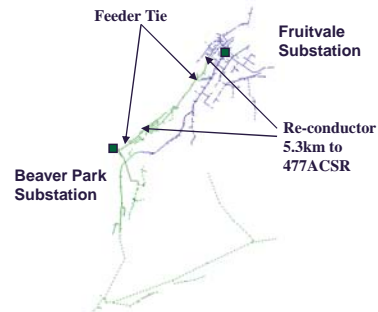 Feeder Tie
Fruitvale
Substation
Re-conductor
5.3km to
477ACSR
Beaver Park
Substation